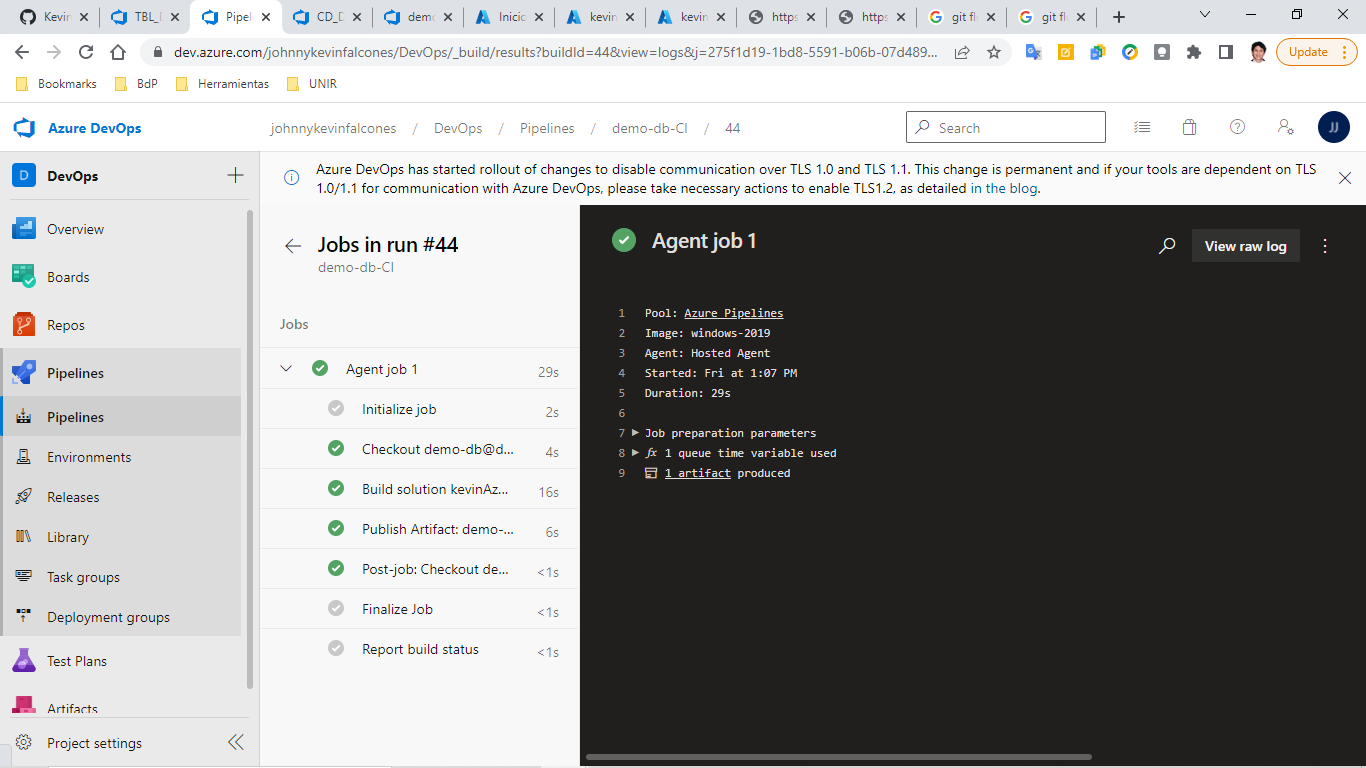 Kevin
TBL_D
Pipel
CD_D
demo
Inicio
kevin
kevin
https
https
git fl
git fl
dev.azure.com/johnnykevinfalcones/DevOps/_build/results?buildId=44&view=logs&j=275f1d19-1bd8-5591-b06b-07d489...
Update
Bookmarks
BdP
Herramientas
UNIR
Azure DevOps
johnnykevinfalcones / DevOps / Pipelines / demo-db-CI / 44
Search
JJ
D
DevOps
Overview
Boards
Repos
Pipelines
Pipelines
Environments
Releases
Library
Task groups
Deployment groups
Test Plans
Artifacts
Project settings
Azure DevOps has started rollout of changes to disable communication over TLS 1.0 and TLS 1.1. This change is permanent and if your tools are dependent on TLS
1.0/1.1 for communication with Azure DevOps, please take necessary actions to enable TLS1.2, as detailed in the blog.
Jobs in run #44
demo-db-CI
Jobs
Agent job 1 29s
Initialize job 2s
Checkout demo-db@d... 4s
Build solution kevinAz... 16s
Publish Artifact: demo-... 6s
Post-job: Checkout de... <1s
Finalize Job <1s
Report build status <1s
Agent job 1
View raw log
1 Pool: Azure Pipelines
2 Image: windows-2019
3 Agent: Hosted Agent
4 Started: Fri at 1:07 PM
5 Duration: 29s
6
7 Job preparation parameters
8 fx 1 queue time variable used
9 1 artifact produced